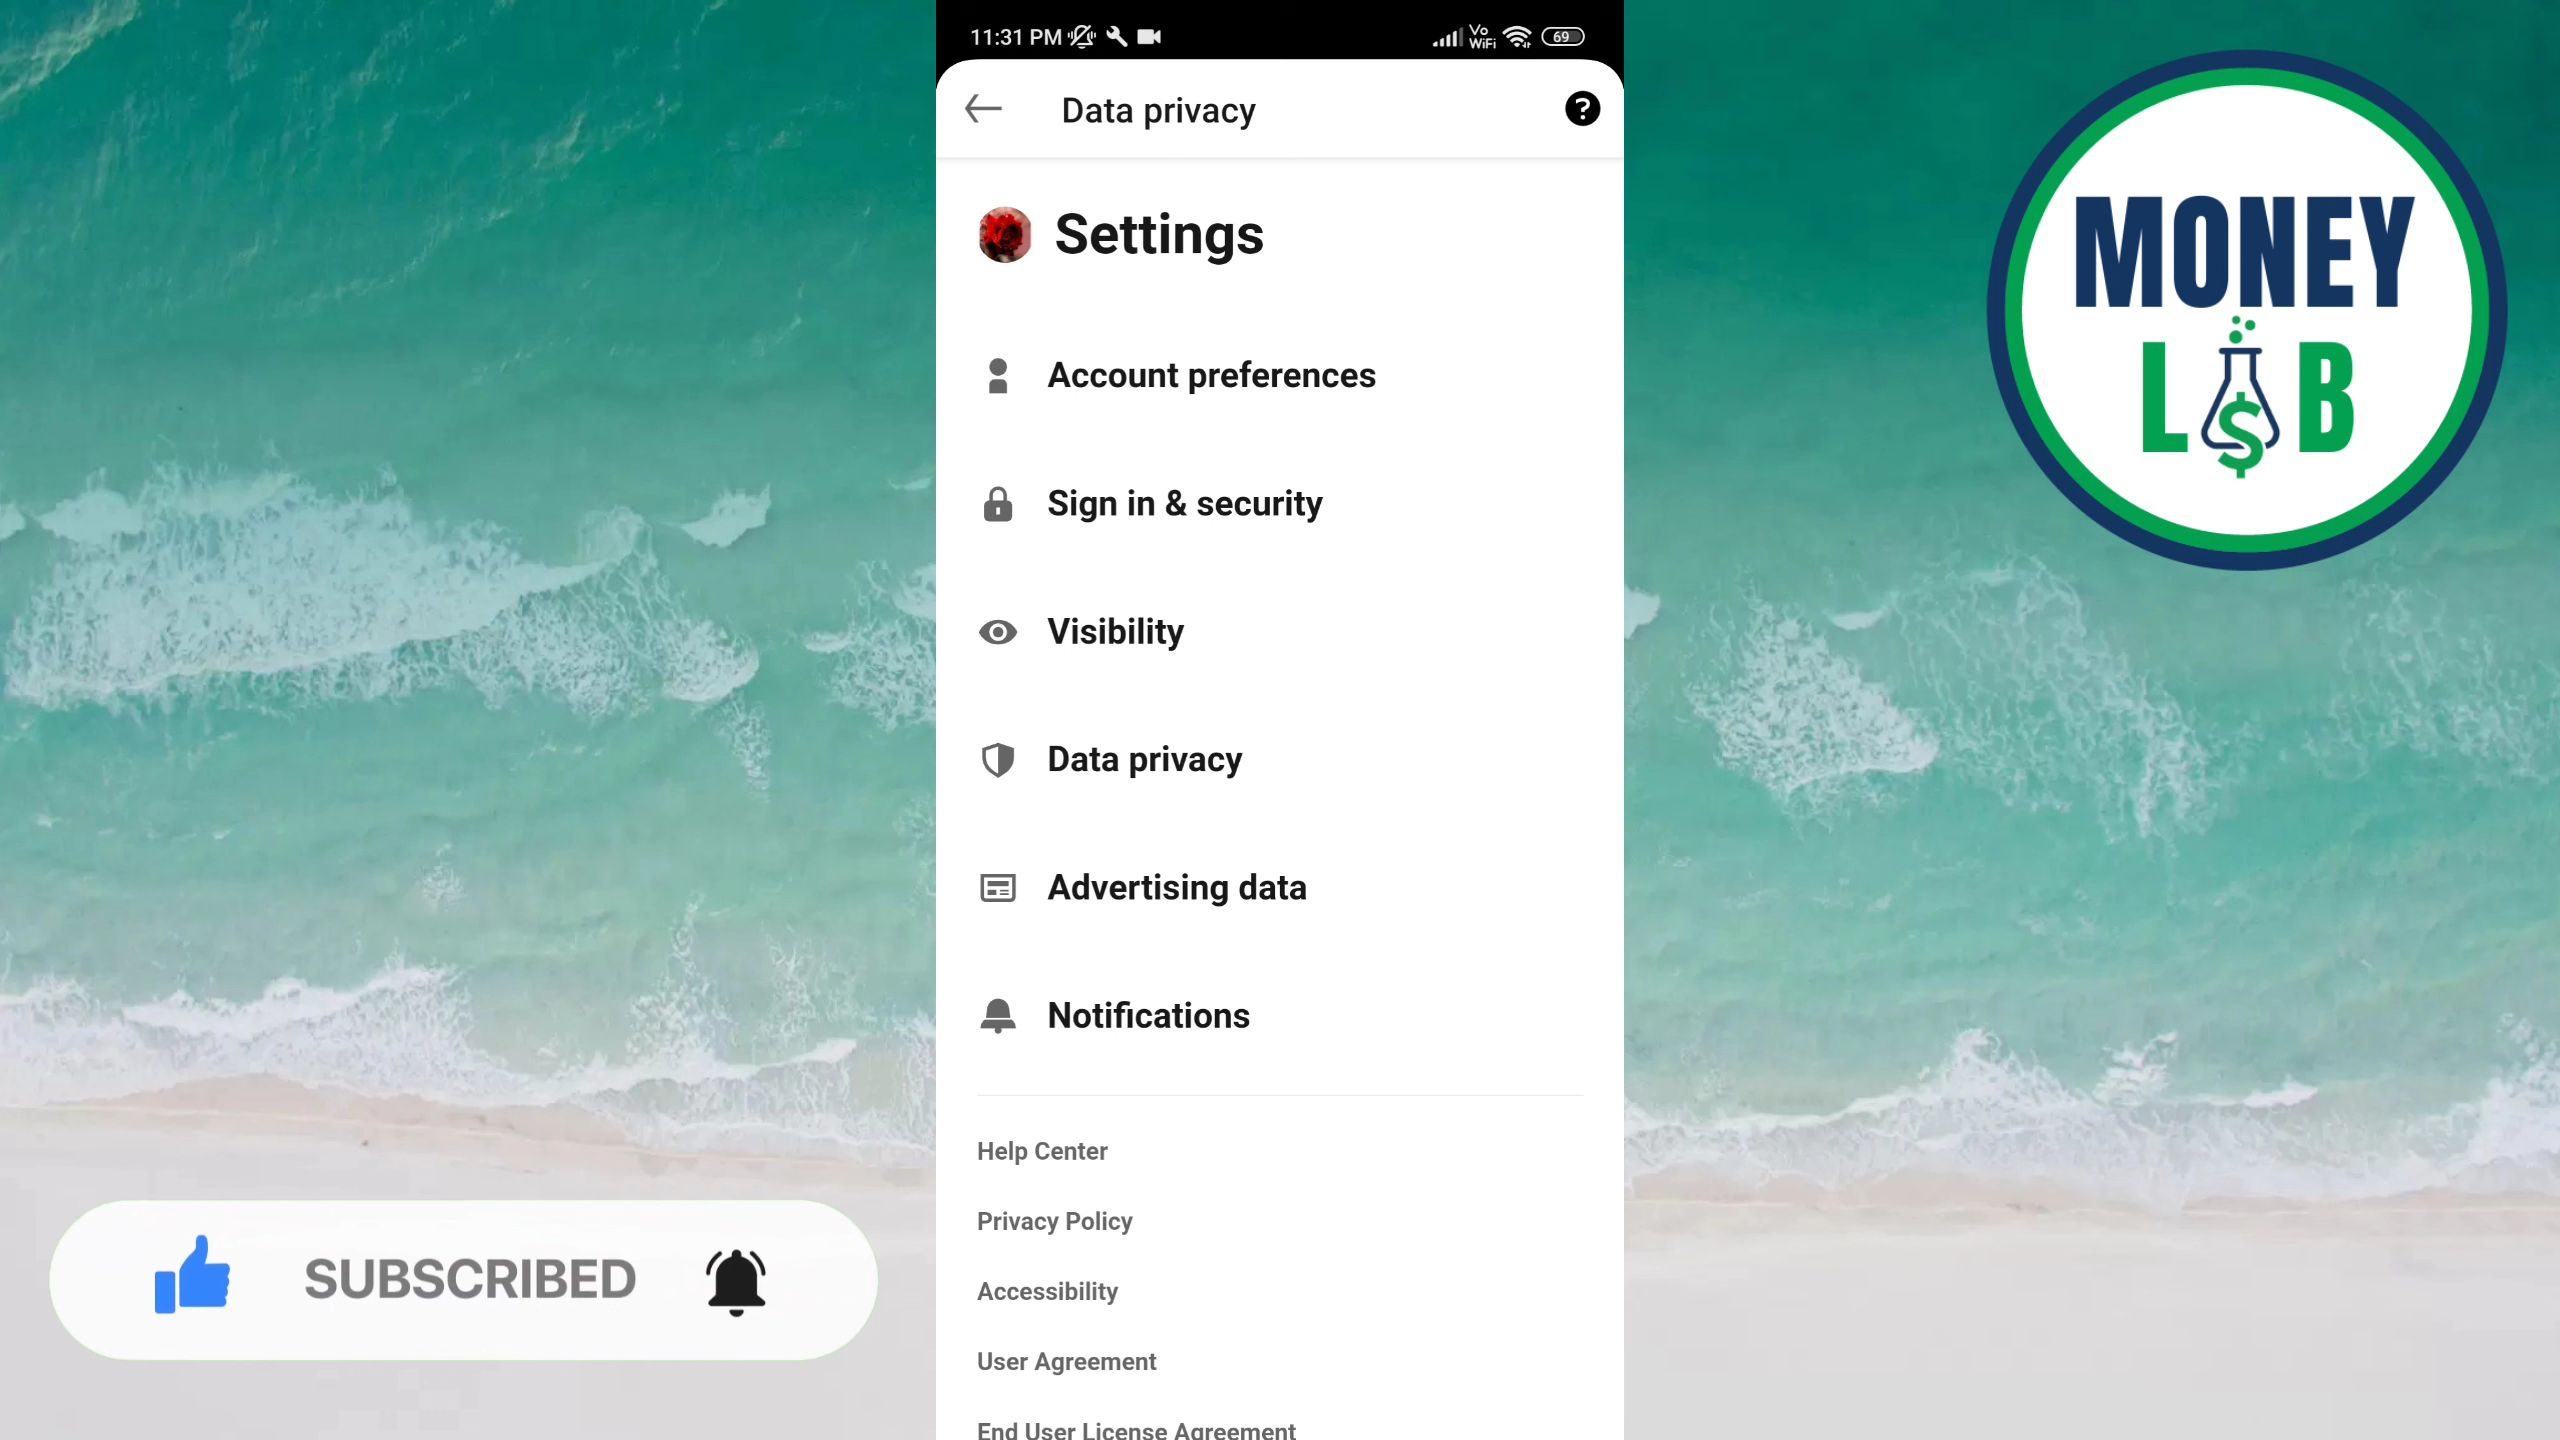 11:31 PM
Vo WiFi
69
Data privacy
?
Settings
Account preferences
Sign in & security
Visibility
Data privacy
Advertising data
Notifications
Help Center
Privacy Policy
Accessibility
User Agreement
End User License Agreement
MONEY
L$B
SUBSCRIBED